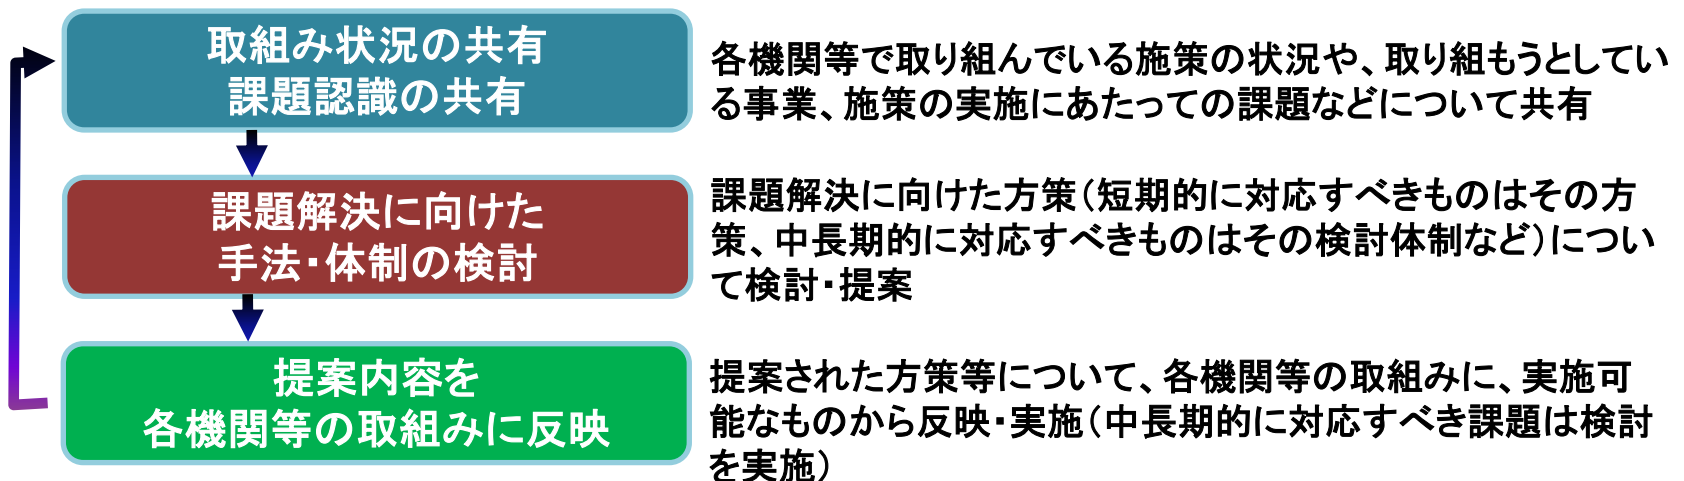 取組み状況の共有
課題認識の共有
各機関等で取り組んでいる施策の状況や、取り組もうとしてい
る事業、施策の実施にあたっての課題などについて共有
課題解決に向けた
手法・体制の検討
課題解決に向けた方策（短期的に対応すべきものはその方
策、中長期的に対応すべきものはその検討体制など）につい
て検討・提案
提案内容を
各機関等の取組みに反映
提案された方策等について、各機関等の取組みに、実施可
能なものから反映・実施（中長期的に対応すべき課題は検討
を実施）